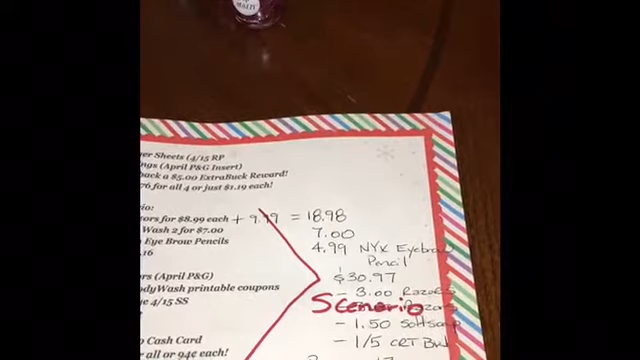 er Sheets (4/15 RP
ngs (April P&G Insert)
back a $5.00 ExtraBuck Reward!
76 for all 4 or just $1.19 each!
rio:
zors for $8.99 each + 9.99 = 18.98
Wash 2 for $7.00 7.00
Eye Brow Pencils 4.99 NYX Eyebrow
Pencil
.16
$30.97
rs (April P&G) - 3.00 Razors
odyWash printable coupons Scenario
e 4/15 SS - 1.50 Softsoap
- 1/5 CRT BW
o Cash Card
all or 94¢ each!